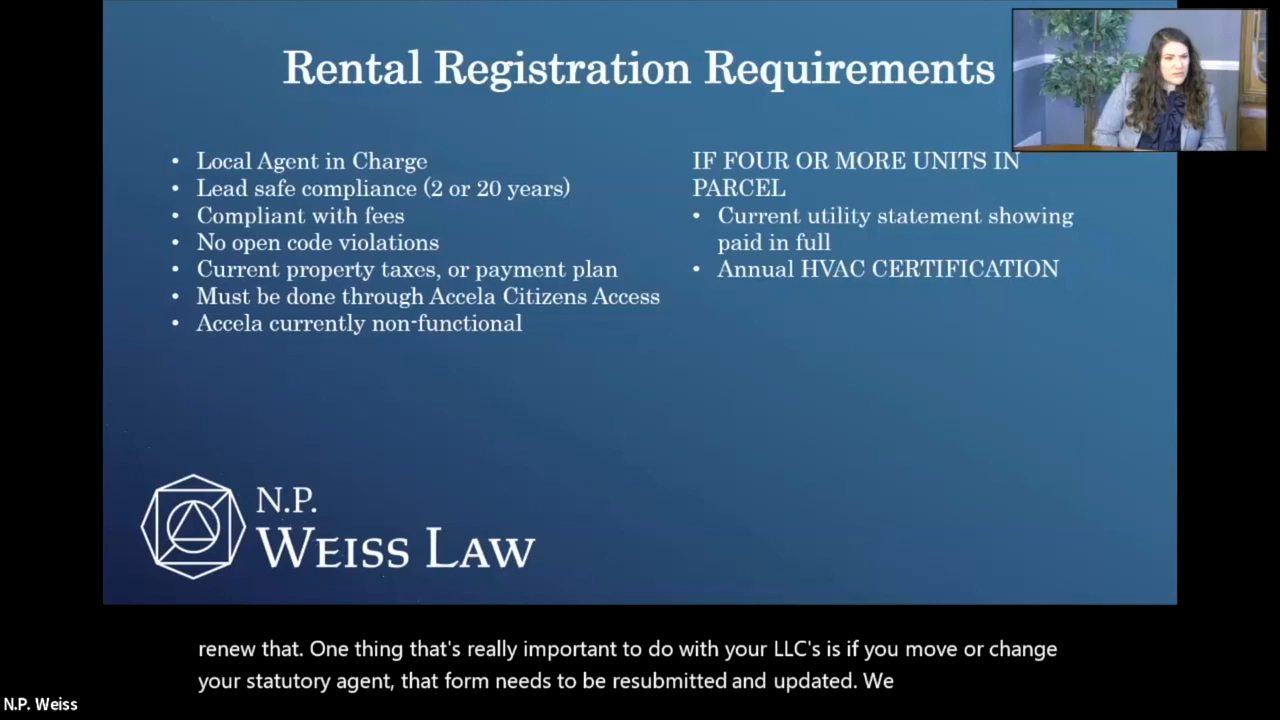 Rental Registration Requirements
• Local Agent in Charge
• Lead safe compliance (2 or 20 years)
• Compliant with fees
• No open code violations
• Current property taxes, or payment plan
• Must be done through Accela Citizens Access
• Accela currently non-functional
IF FOUR OR MORE UNITS IN
PARCEL
• Current utility statement showing
paid in full
• Annual HVAC CERTIFICATION
N.P.
WEISS LAW
renew that. One thing that's really important to do with your LLC's is if you move or change
your statutory agent, that form needs to be resubmitted and updated. We
N.P. Weiss